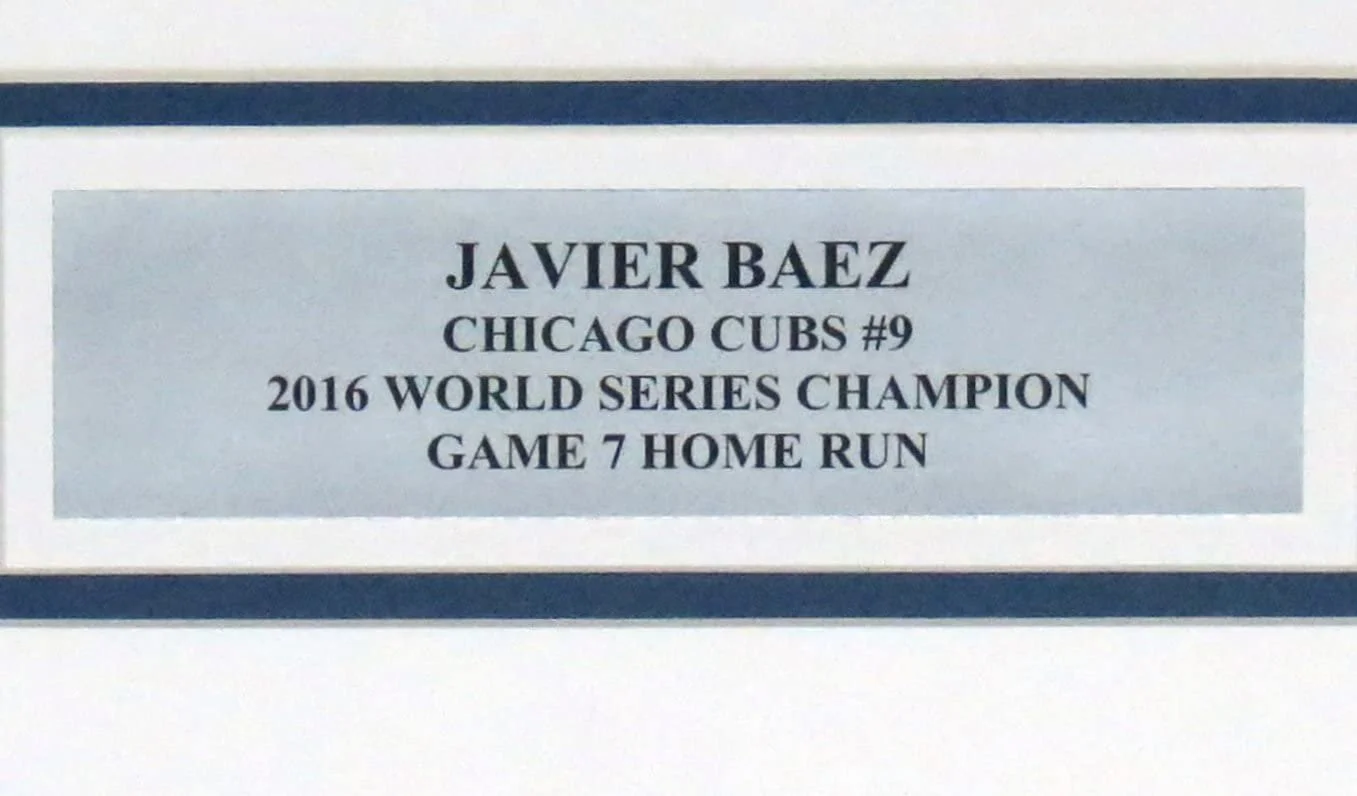 JAVIER BAEZ
CHICAGO CUBS #9
2016 WORLD SERIES CHAMPION
GAME 7 HOME RUN